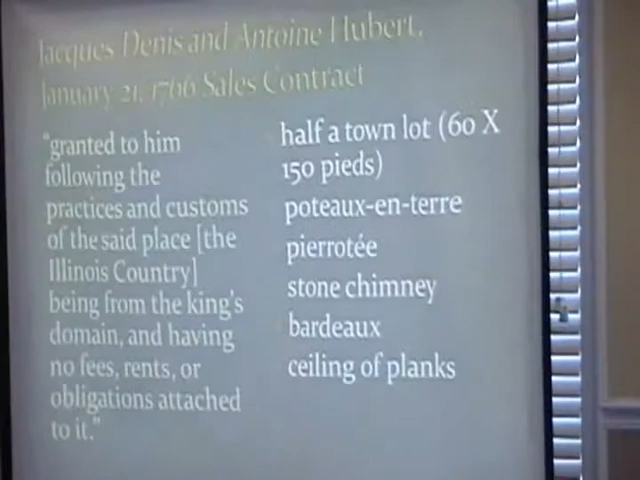 Jacques Denis and Antoine Hubert,
January 21, 1766 Sales Contract
"granted to him
following the
practices and customs
of the said place [the
Illinois Country]
being from the king's
domain, and having
no fees, rents, or
obligations attached
to it."
half a town lot (60 X
150 pieds)
poteaux-en-terre
pierrotée
stone chimney
bardeaux
ceiling of planks